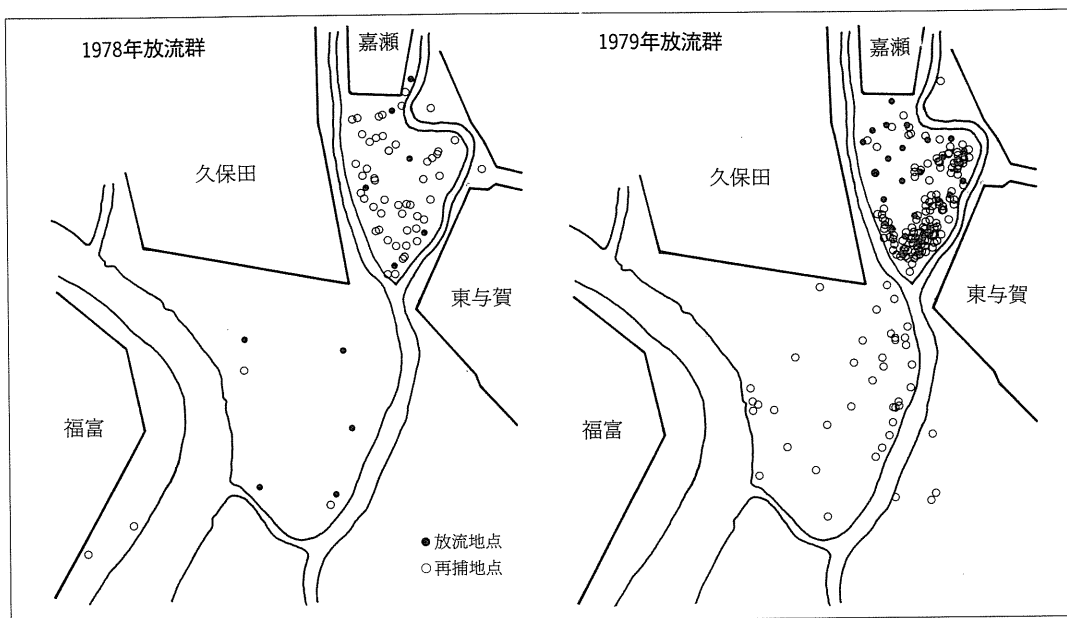 1978年放流群
嘉瀬
久保田
東与賀
福富
●放流地点
○再捕地点
1979年放流群
嘉瀬
久保田
東与賀
福富